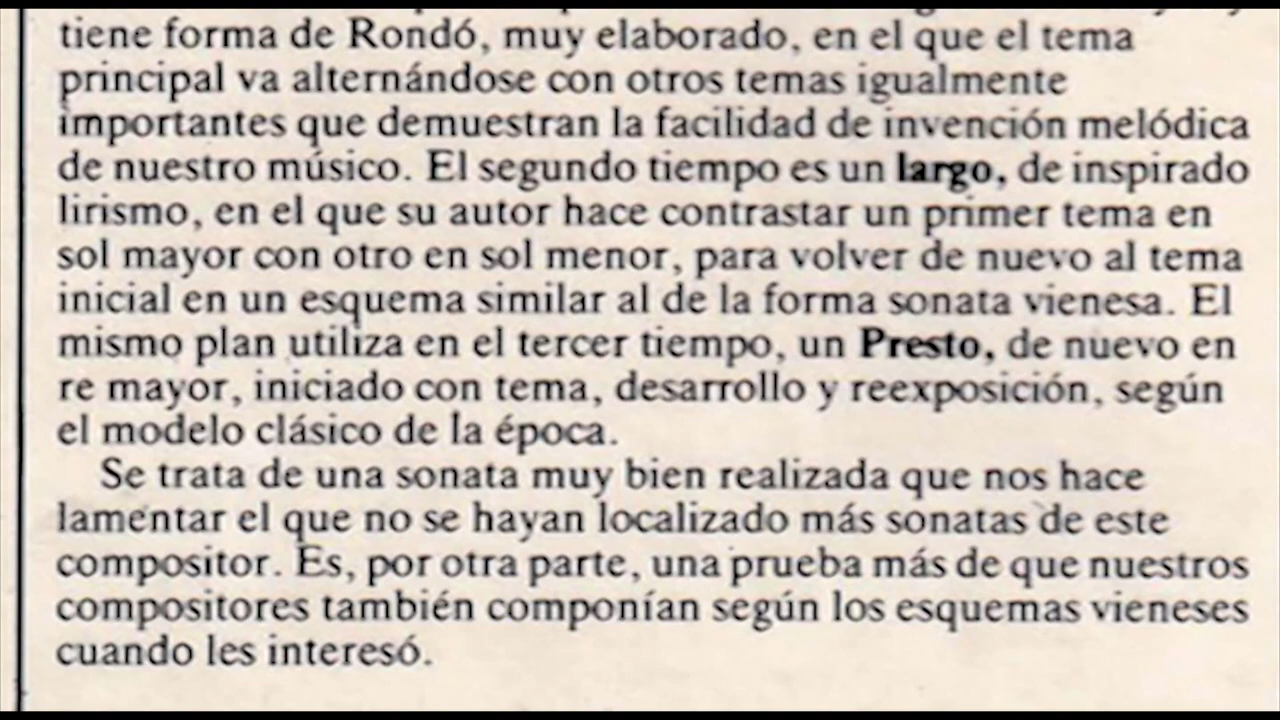 tiene forma de Rondó, muy elaborado, en el que el tema
principal va alternándose con otros temas igualmente
importantes que demuestran la facilidad de invención melódica
de nuestro músico. El segundo tiempo es un largo, de inspirado
lirismo, en el que su autor hace contrastar un primer tema en
sol mayor con otro en sol menor, para volver de nuevo al tema
inicial en un esquema similar al de la forma sonata vienesa. El
mismo plan utiliza en el tercer tiempo, un Presto, de nuevo en
re mayor, iniciado con tema, desarrollo y reexposición, según
el modelo clásico de la época.
Se trata de una sonata muy bien realizada que nos hace
lamentar el que no se hayan localizado más sonatas de este
compositor. Es, por otra parte, una prueba más de que nuestros
compositores también componían según los esquemas vieneses
cuando les interesó.